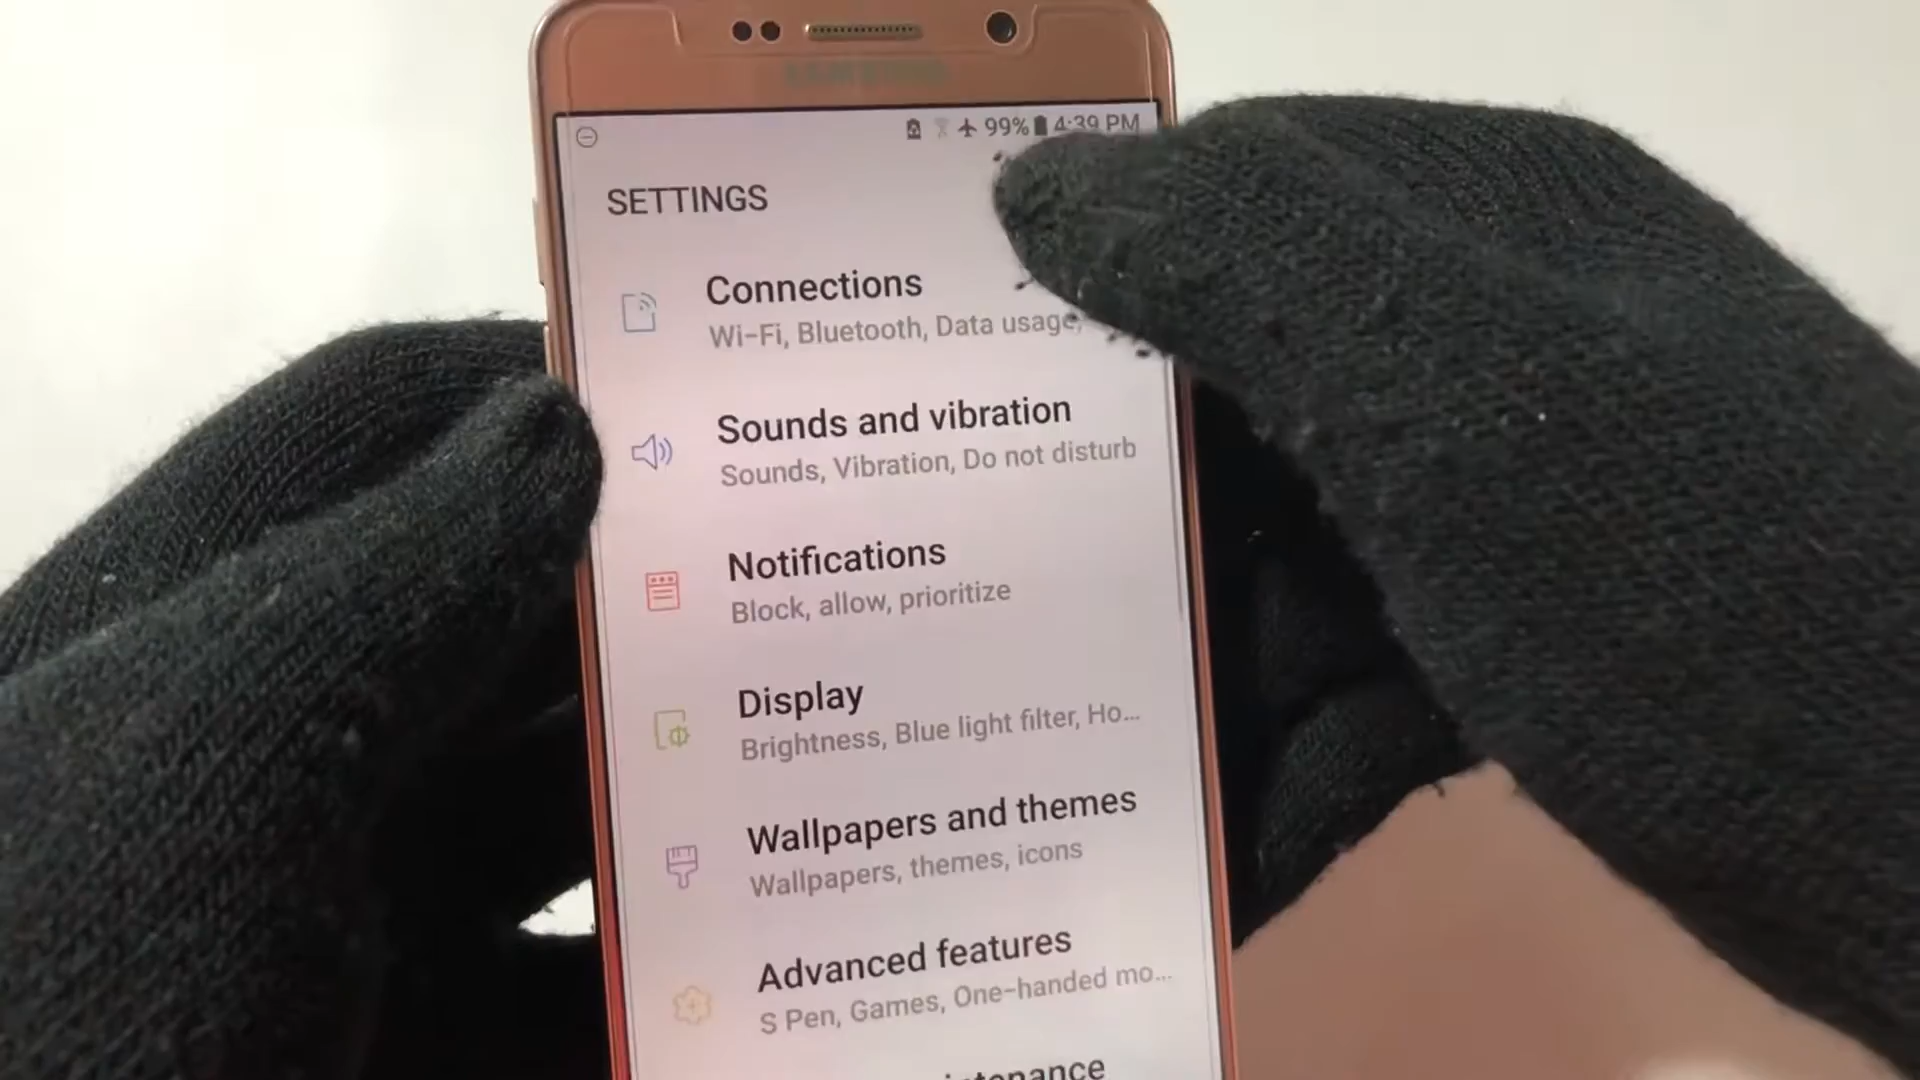 SAMSUNG
99% 4:39 PM
SETTINGS
Connections
Wi-Fi, Bluetooth, Data usage,
Sounds and vibration
Sounds, Vibration, Do not disturb
Notifications
Block, allow, prioritize
Display
Brightness, Blue light filter, Ho...
Wallpapers and themes
Wallpapers, themes, icons
Advanced features
S Pen, Games, One-handed mo...